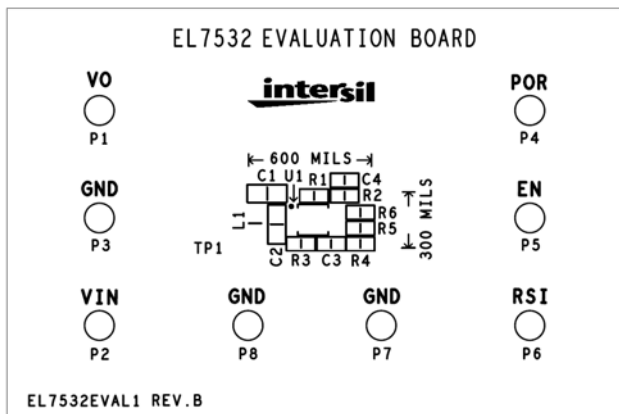 EL7532 EVALUATION BOARD
VO
P1
intersil
POR
P4
600 MILS
C1 U1 R1 C4
R2
GND
P3
L1
R6
R5
300 MILS
EN
P5
TP1
C2 R3 C3 R4
VIN
P2
GND
P8
GND
P7
RSI
P6
EL7532EVAL1 REV.B